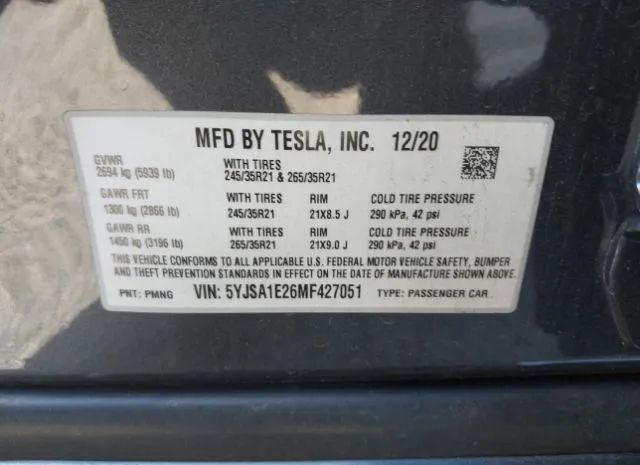 MFD BY TESLA, INC. 12/20
GVWR
2694 kg (5939 lb)
WITH TIRES
245/35R21 & 265/35R21
GAWR FRT
1300 kg (2866 lb)
WITH TIRES
245/35R21
RIM
21X8.5 J
COLD TIRE PRESSURE
290 kPa, 42 psi
GAWR RR
1450 kg (3196 lb)
WITH TIRES
265/35R21
RIM
21X9.0 J
COLD TIRE PRESSURE
290 kPa, 42 psi
THIS VEHICLE CONFORMS TO ALL APPLICABLE U.S. FEDERAL MOTOR VEHICLE SAFETY, BUMPER
AND THEFT PREVENTION STANDARDS IN EFFECT ON THE DATE OF MANUFACTURE SHOWN ABOVE.
PNT: PMNG VIN: 5YJSA1E26MF427051 TYPE: PASSENGER CAR